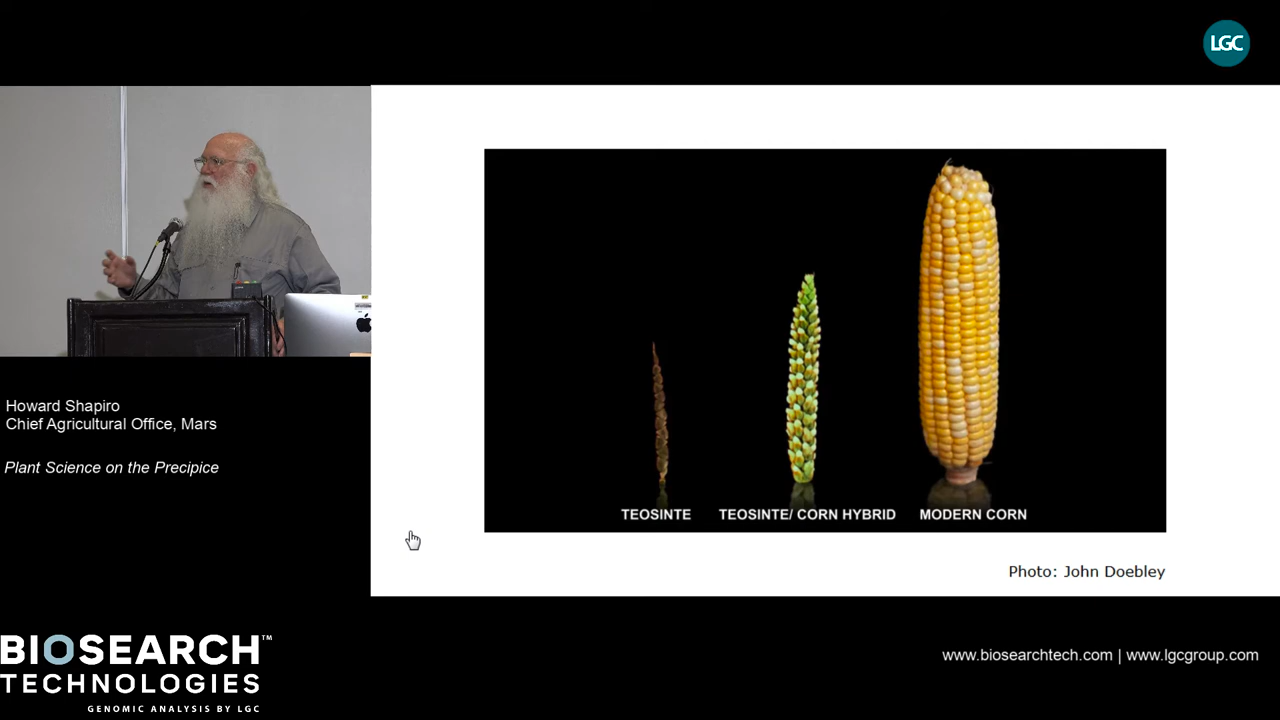 LGC
Howard Shapiro
Chief Agricultural Office, Mars
Plant Science on the Precipice
TEOSINTE
TEOSINTE/ CORN HYBRID
MODERN CORN
Photo: John Doebley
BIOSEARCH™
TECHNOLOGIES
GENOMIC ANALYSIS BY LGC
www.biosearchtech.com | www.lgcgroup.com